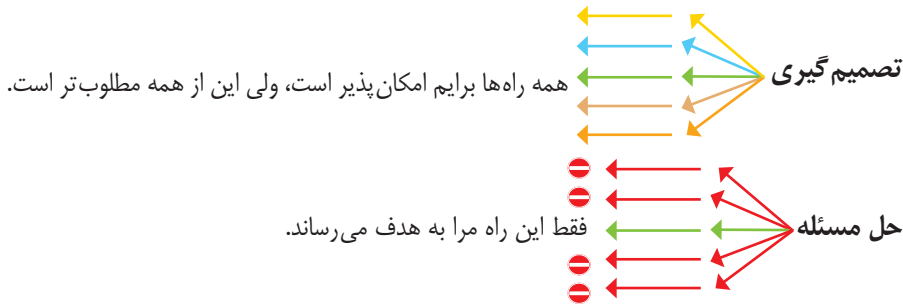 تصمیم‌گیری
همه راه‌ها برایم امکان‌پذیر است، ولی این از همه مطلوب‌تر است.
حل مسئله
فقط این راه مرا به هدف می‌رساند.